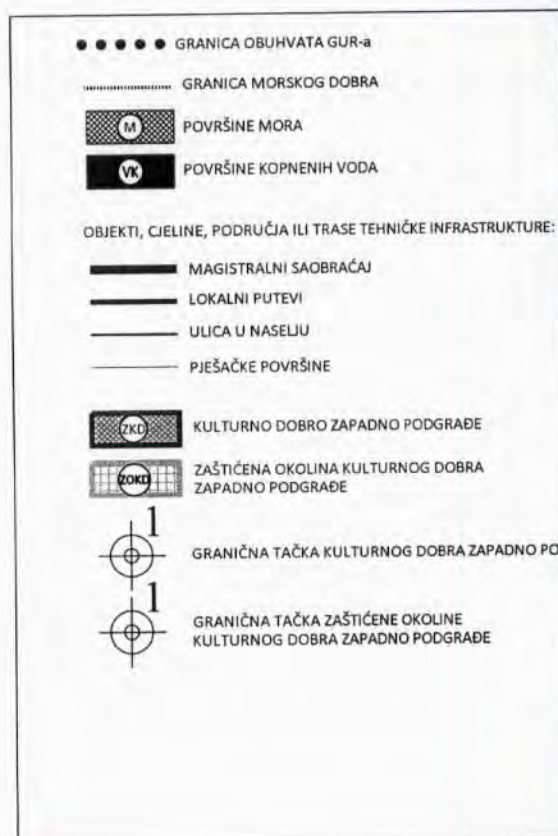 GRANICA OBUHVATA GUR-a
GRANICA MORSKOG DOBRA
M POVRŠINE MORA
VK POVRŠINE KOPNENIH VODA
OBJEKTI, CJELINE, PODRUČJA ILI TRASE TEHNIČKE INFRASTRUKTURE:
MAGISTRALNI SAOBRAĆAJ
LOKALNI PUTEVI
ULICA U NASELJU
PJEŠAČKE POVRŠINE
ZKD KULTURNO DOBRO ZAPADNO PODGRAĐE
ZOKD ZAŠTIĆENA OKOLINA KULTURNOG DOBRA
ZAPADNO PODGRAĐE
1
GRANIČNA TAČKA KULTURNOG DOBRA ZAPADNO
1
GRANIČNA TAČKA ZAŠTIĆENE OKOLINE
KULTURNOG DOBRA ZAPADNO PODGRAĐE